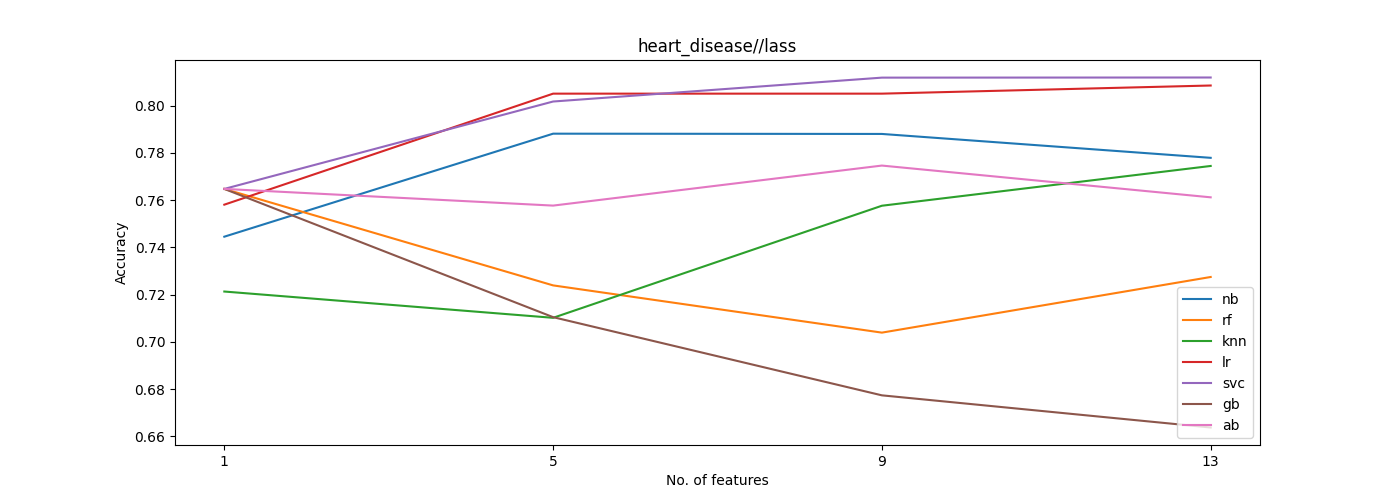 heart_disease//lass
Accuracy
0.80
0.78
0.76
0.74
0.72
0.70
0.68
0.66
1
5
9
13
No. of features
nb
rf
knn
lr
svc
gb
ab